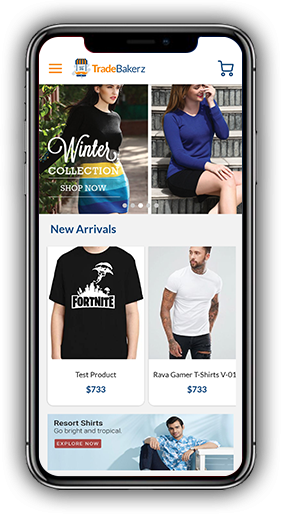 TradeBakerz
Winter
COLLECTION
SHOP NOW
New Arrivals
FORTNITE
Test Product
Rava Gamer T-Shirts V-01
$733
$733
Resort Shirts
Go bright and tropical.
EXPLORE NOW